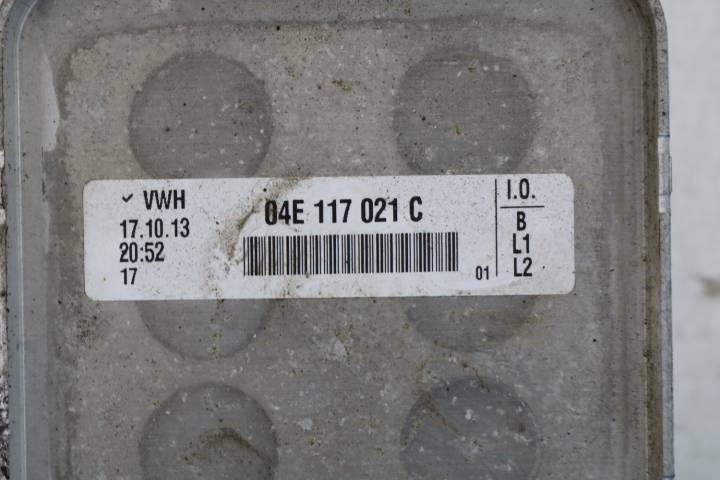 ✓ VWH
17.10.13
20:52
17
04E 117 021 C
01
I.O.
B
L1
L2